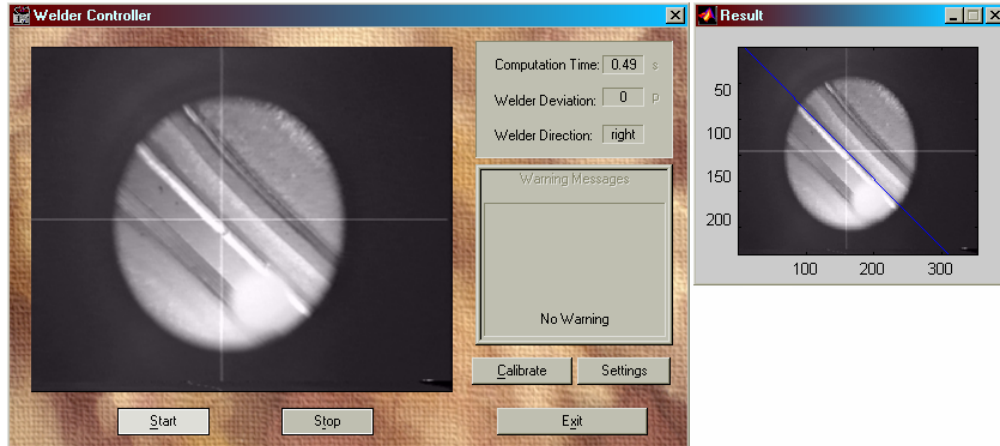 Welder Controller
Computation Time: 0.49 s
Welder Deviation: 0 p
Welder Direction: right
Warning Messages
No Warning
Calibrate Settings
Start Stop Exit
Result
50
100
150
200
100 200 300